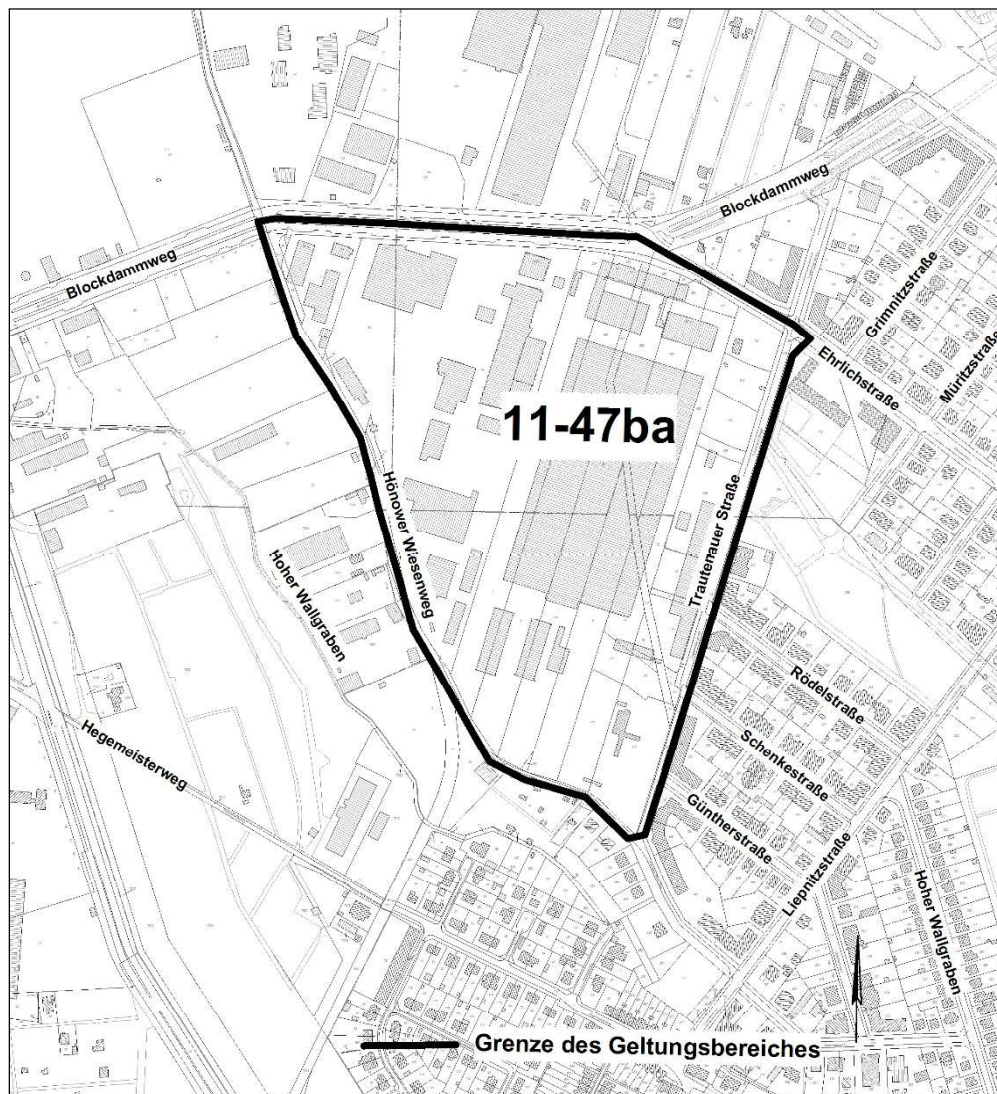 Blockdammweg
Blockdammweg
Grimnitzstraße
Müritzstraße
Ehrlichstraße
11-47ba
Hönower Wiesenweg
Trautenauer Straße
Hoher Wallgraben
Rödelstraße
Hegemeisterweg
Schenkestraße
Güntherstraße
Liepnitzstraße
Hoher Wallgraben
Grenze des Geltungsbereiches